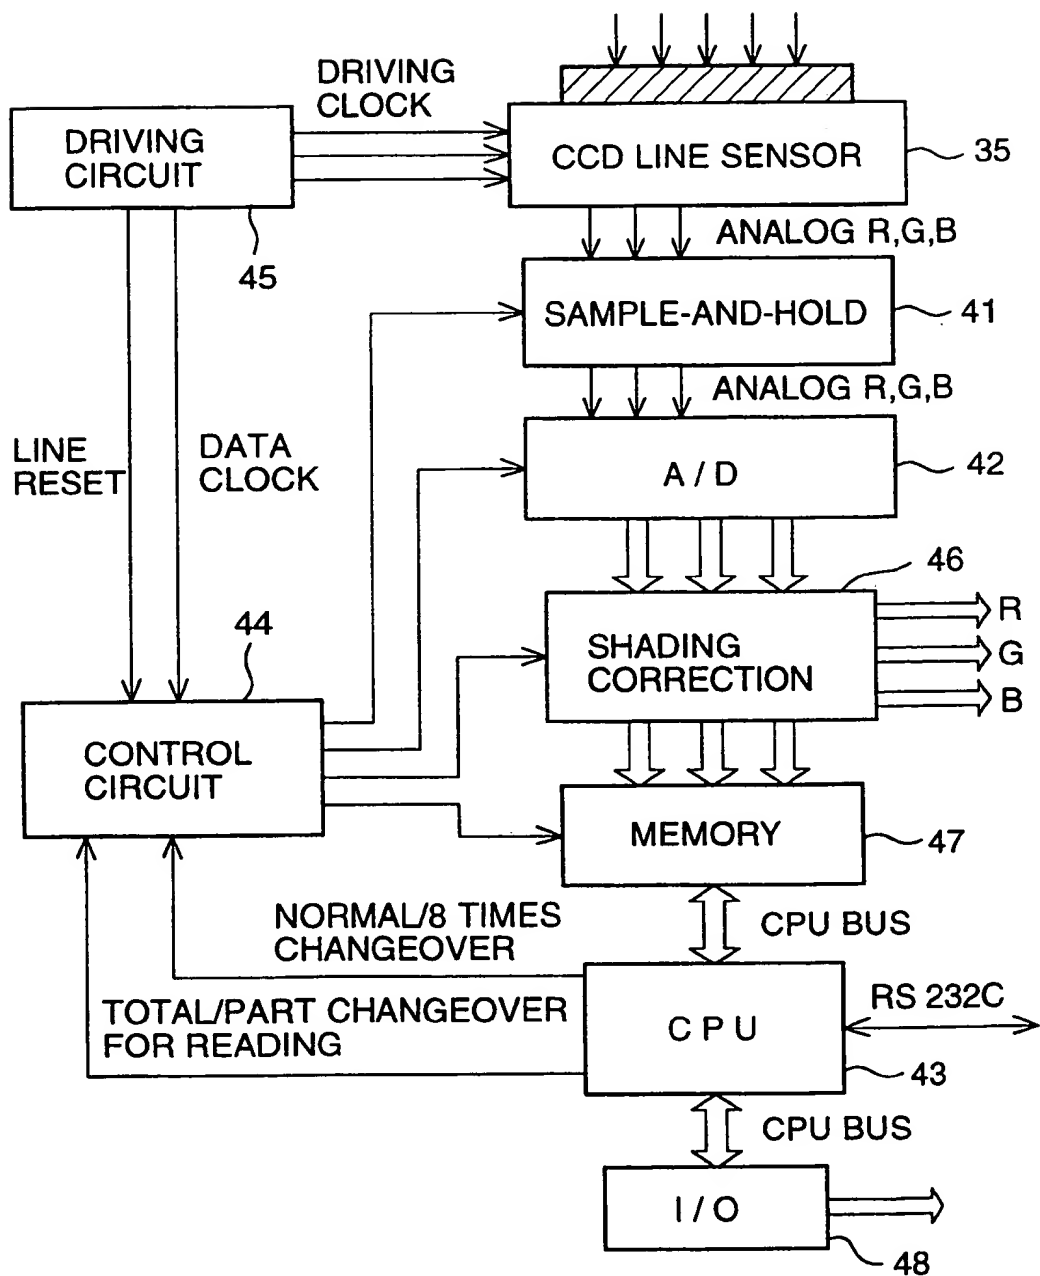 DRIVING
CLOCK
DRIVING
CIRCUIT
CCD LINE SENSOR
35
45
ANALOG R,G,B
SAMPLE-AND-HOLD
41
ANALOG R,G,B
LINE
RESET
DATA
CLOCK
A / D
42
46
44
SHADING
CORRECTION
R
G
B
CONTROL
CIRCUIT
MEMORY
47
NORMAL/8 TIMES
CHANGEOVER
CPU BUS
TOTAL/PART CHANGEOVER
FOR READING
C P U
RS 232C
43
CPU BUS
I / O
48